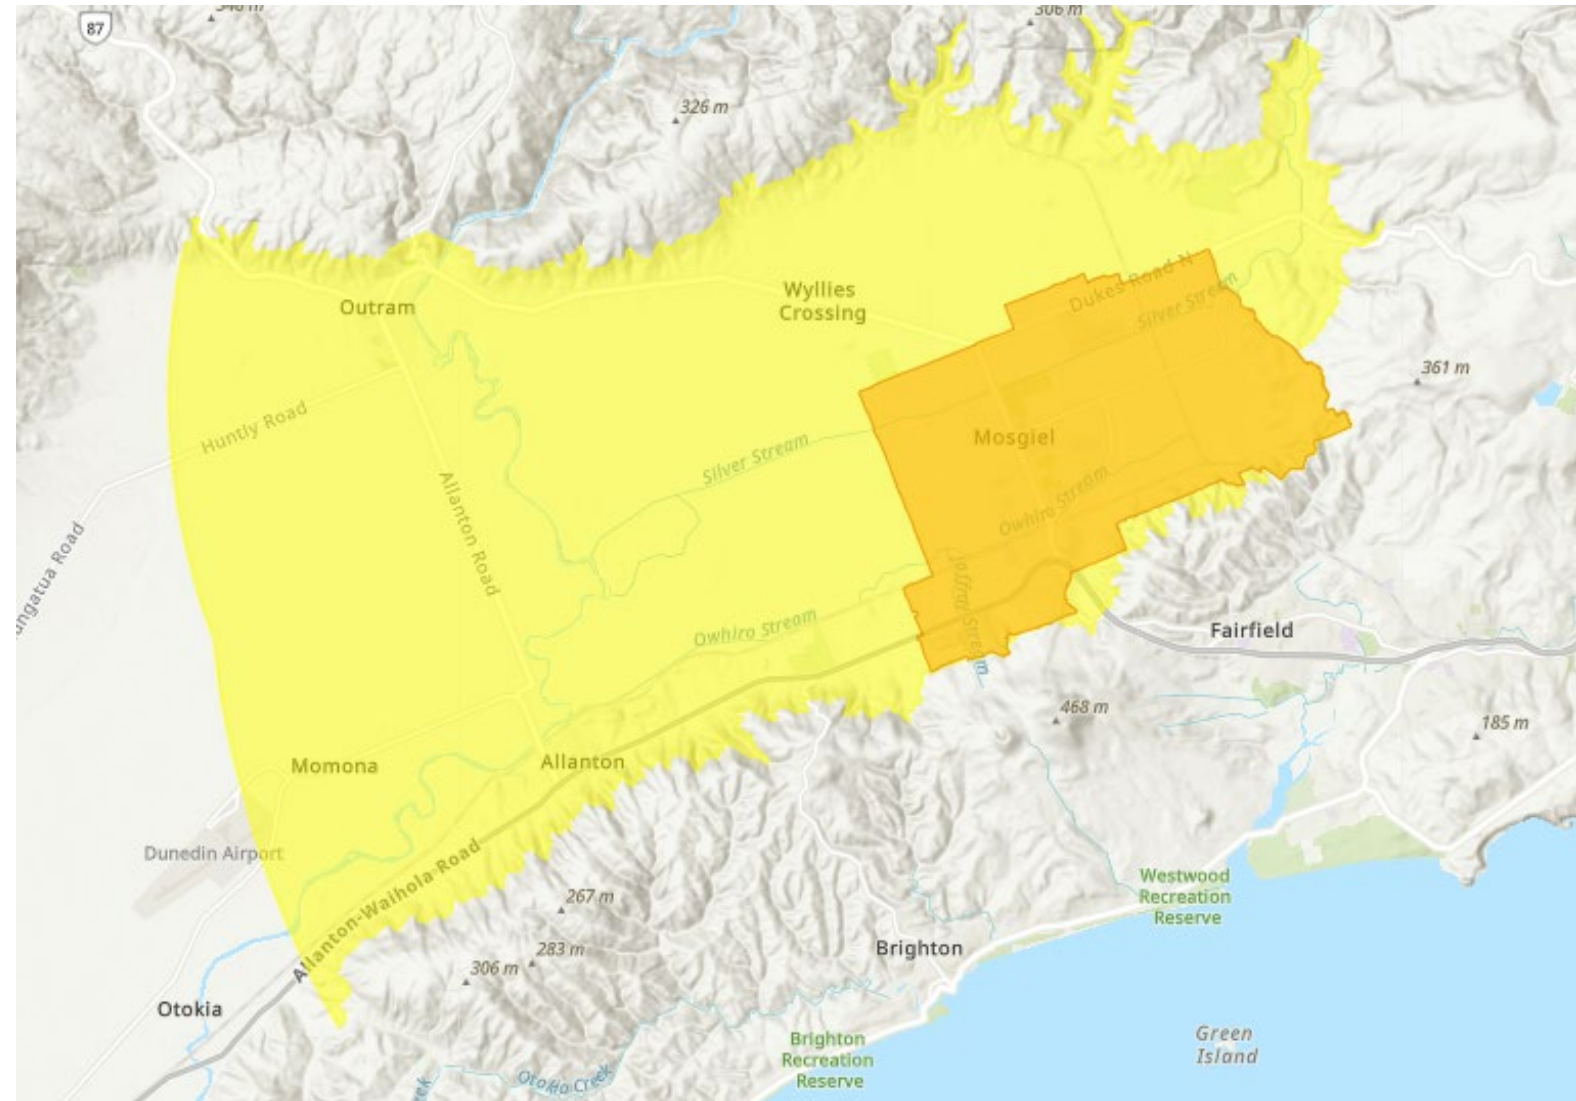 87
306 m
326 m
Outram
Wyllies
Crossing
Dukes Road N
Silver Stream
361 m
Huntly Road
Mosgiel
Silver Stream
Allanton Road
Owhiro Stream
Jaffray Stream
Owhiro Stream
Fairfield
468 m
185 m
Momona
Allanton
Dunedin Airport
Allanton-Waihola Road
267 m
Westwood
Recreation
Reserve
283 m
306 m
Brighton
Otokia
Green
Island
Brighton
Recreation
Reserve
Otokia Creek